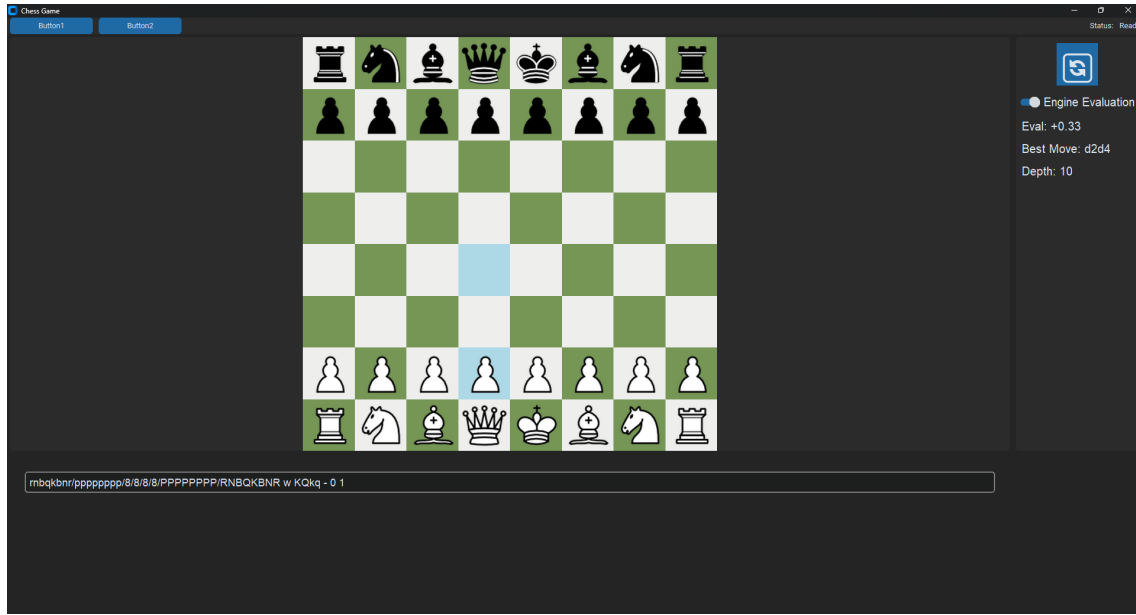 Chess Game
Button1 Button2 Status: Read
Engine Evaluation
Eval: +0.33
Best Move: d2d4
Depth: 10
rnbqkbnr/pppppppp/8/8/8/8/PPPPPPPP/RNBQKBNR w KQkq - 0 1